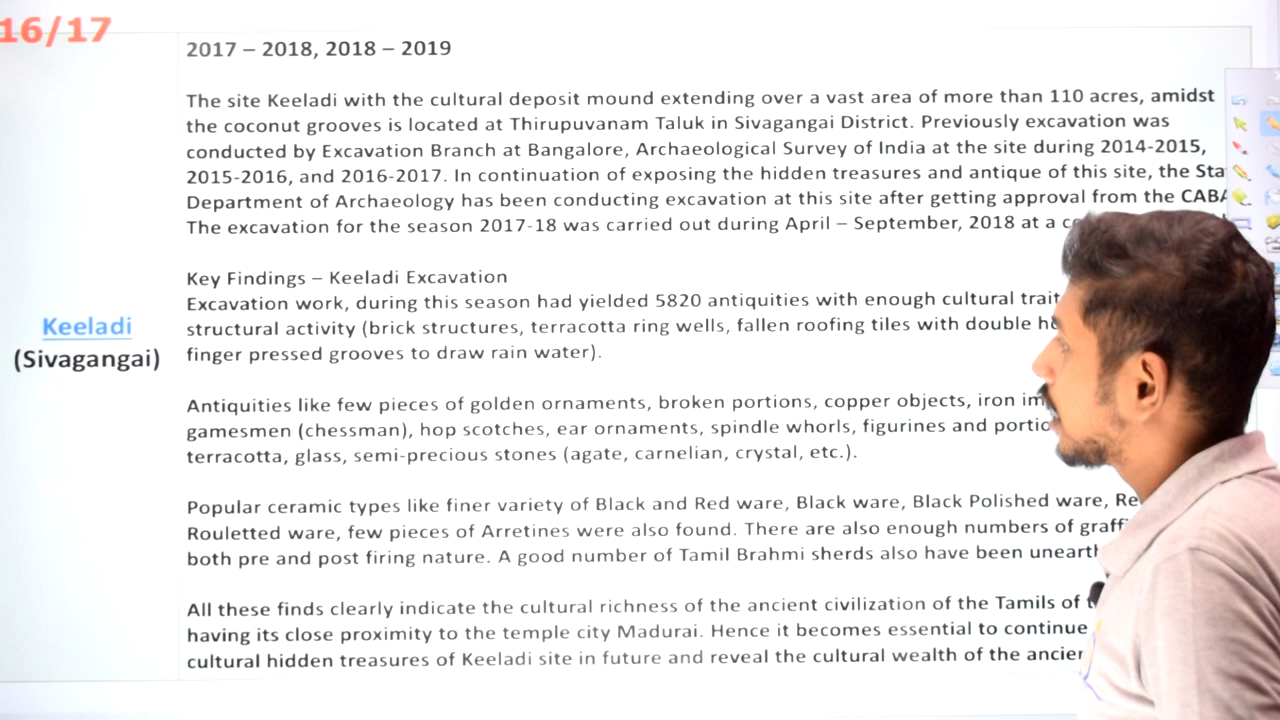 16/17
2017 – 2018, 2018 – 2019
The site Keeladi with the cultural deposit mound extending over a vast area of more than 110 acres, amidst
the coconut grooves is located at Thirupuvanam Taluk in Sivagangai District. Previously excavation was
conducted by Excavation Branch at Bangalore, Archaeological Survey of India at the site during 2014-2015,
2015-2016, and 2016-2017. In continuation of exposing the hidden treasures and antique of this site, the
Department of Archaeology has been conducting excavation at this site after getting approval from the
The excavation for the season 2017-18 was carried out during April – September, 2018 at a
Key Findings – Keeladi Excavation
Excavation work, during this season had yielded 5820 antiquities with enough cultural
structural activity (brick structures, terracotta ring wells, fallen roofing tiles with double
finger pressed grooves to draw rain water).
Keeladi
(Sivagangai)
Antiquities like few pieces of golden ornaments, broken portions, copper objects, iron
gamesmen (chessman), hop scotches, ear ornaments, spindle whorls, figurines and
terracotta, glass, semi-precious stones (agate, carnelian, crystal, etc.).
Popular ceramic types like finer variety of Black and Red ware, Black ware, Black Polished ware,
Rouletted ware, few pieces of Arretines were also found. There are also enough numbers of
both pre and post firing nature. A good number of Tamil Brahmi sherds also have been
All these finds clearly indicate the cultural richness of the ancient civilization of the Tamils of
having its close proximity to the temple city Madurai. Hence it becomes essential to continue
cultural hidden treasures of Keeladi site in future and reveal the cultural wealth of the